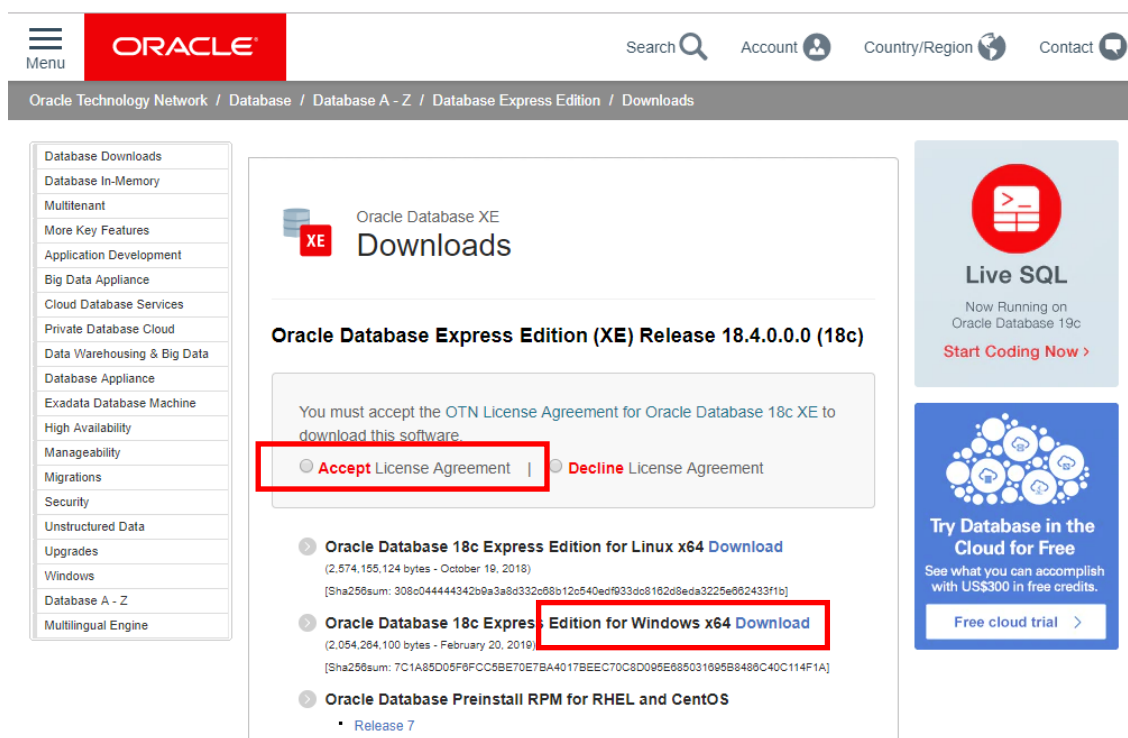 Menu
ORACLE
Search
Account
Country/Region
Contact
Oracle Technology Network / Database / Database A - Z / Database Express Edition / Downloads
Database Downloads
Database In-Memory
Multitenant
More Key Features
Application Development
Big Data Appliance
Cloud Database Services
Private Database Cloud
Data Warehousing & Big Data
Database Appliance
Exadata Database Machine
High Availability
Manageability
Migrations
Security
Unstructured Data
Upgrades
Windows
Database A - Z
Multilingual Engine
XE
Oracle Database XE
Downloads
Oracle Database Express Edition (XE) Release 18.4.0.0.0 (18c)
You must accept the OTN License Agreement for Oracle Database 18c XE to
download this software.
Accept License Agreement | Decline License Agreement
Oracle Database 18c Express Edition for Linux x64 Download
(2,574,155,124 bytes - October 19, 2018)
[Sha256sum: 308c044444342b9a3a8d332c68b12c540edf933dc8162d8eda3225e662433f1b]
Oracle Database 18c Express Edition for Windows x64 Download
(2,054,264,100 bytes - February 20, 2019)
[Sha256sum: 7C1A85D05F6FCC5BE70E7BA4017BEEC70C8D095E685031695B8486C40C114F1A]
Oracle Database Preinstall RPM for RHEL and CentOS
Release 7
>_
Live SQL
Now Running on
Oracle Database 19c
Start Coding Now >
Try Database in the
Cloud for Free
See what you can accomplish
with US$300 in free credits.
Free cloud trial >